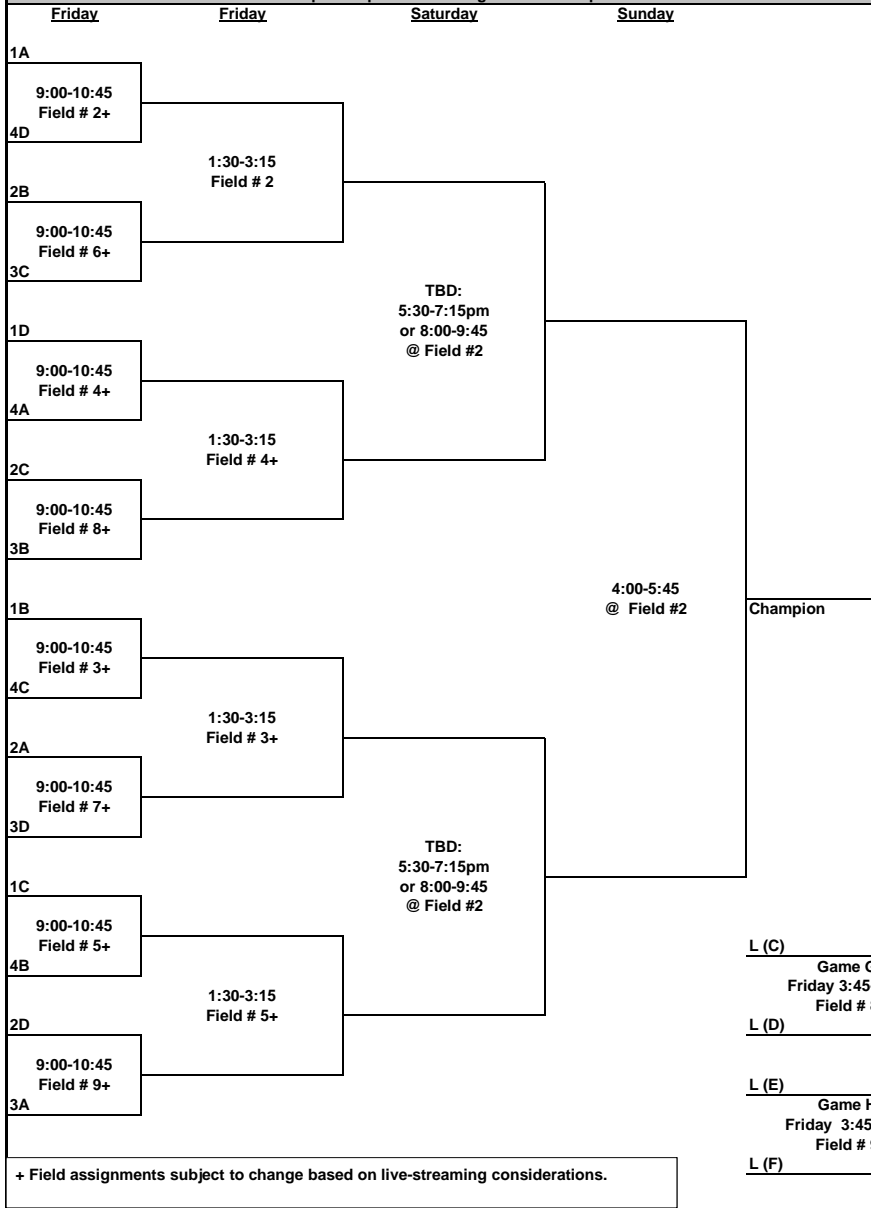 Friday Friday Saturday Sunday
1A
9:00-10:45
Field # 2+
4D
1:30-3:15
Field # 2
2B
9:00-10:45
Field # 6+
3C
TBD:
5:30-7:15pm
or 8:00-9:45
@ Field #2
1D
9:00-10:45
Field # 4+
4A
1:30-3:15
Field # 4+
2C
9:00-10:45
Field # 8+
3B
4:00-5:45
@ Field #2
Champion
1B
9:00-10:45
Field # 3+
4C
1:30-3:15
Field # 3+
2A
9:00-10:45
Field # 7+
3D
TBD:
5:30-7:15pm
or 8:00-9:45
@ Field #2
1C
9:00-10:45
Field # 5+
4B
1:30-3:15
Field # 5+
2D
9:00-10:45
Field # 9+
3A
L (C)
Game
Friday 3:45
Field #
L (D)
L (E)
Game
Friday 3:45
Field #
L (F)
+ Field assignments subject to change based on live-streaming considerations.